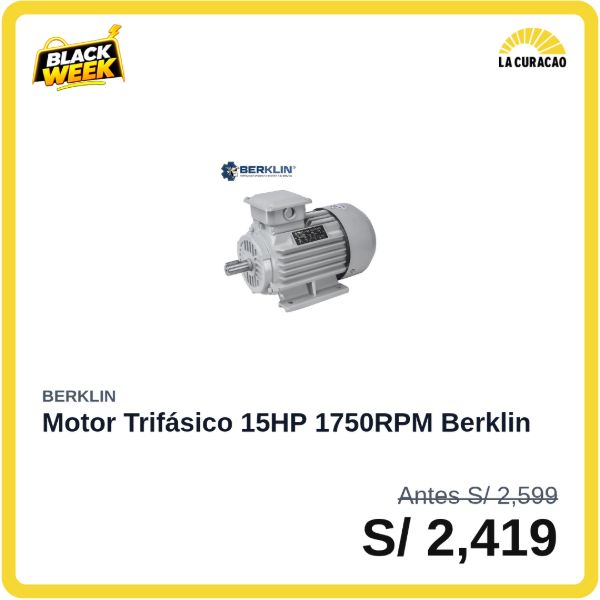 BLACK
WEEK
LA CURACAO
BERKLIN®
BERKLIN
Motor Trifásico 15HP 1750RPM Berklin
Antes S/ 2,599
S/ 2,419